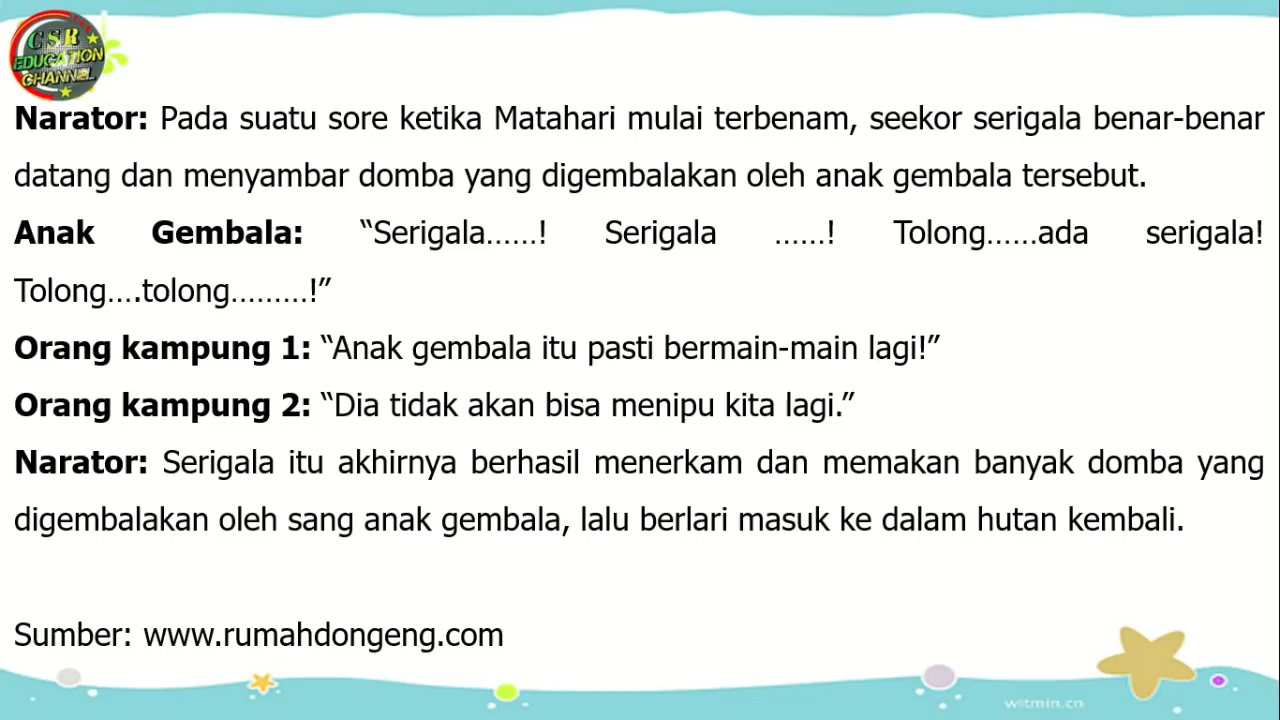 CSR
EDUCATION
CHANNEL
Narator: Pada suatu sore ketika Matahari mulai terbenam, seekor serigala benar-benar
datang dan menyambar domba yang digembalakan oleh anak gembala tersebut.
Anak Gembala: “Serigala……! Serigala ……! Tolong……ada serigala!
Tolong….tolong………!”
Orang kampung 1: “Anak gembala itu pasti bermain-main lagi!”
Orang kampung 2: “Dia tidak akan bisa menipu kita lagi.”
Narator: Serigala itu akhirnya berhasil menerkam dan memakan banyak domba yang
digembalakan oleh sang anak gembala, lalu berlari masuk ke dalam hutan kembali.
Sumber: www.rumahdongeng.com
witmin.cn